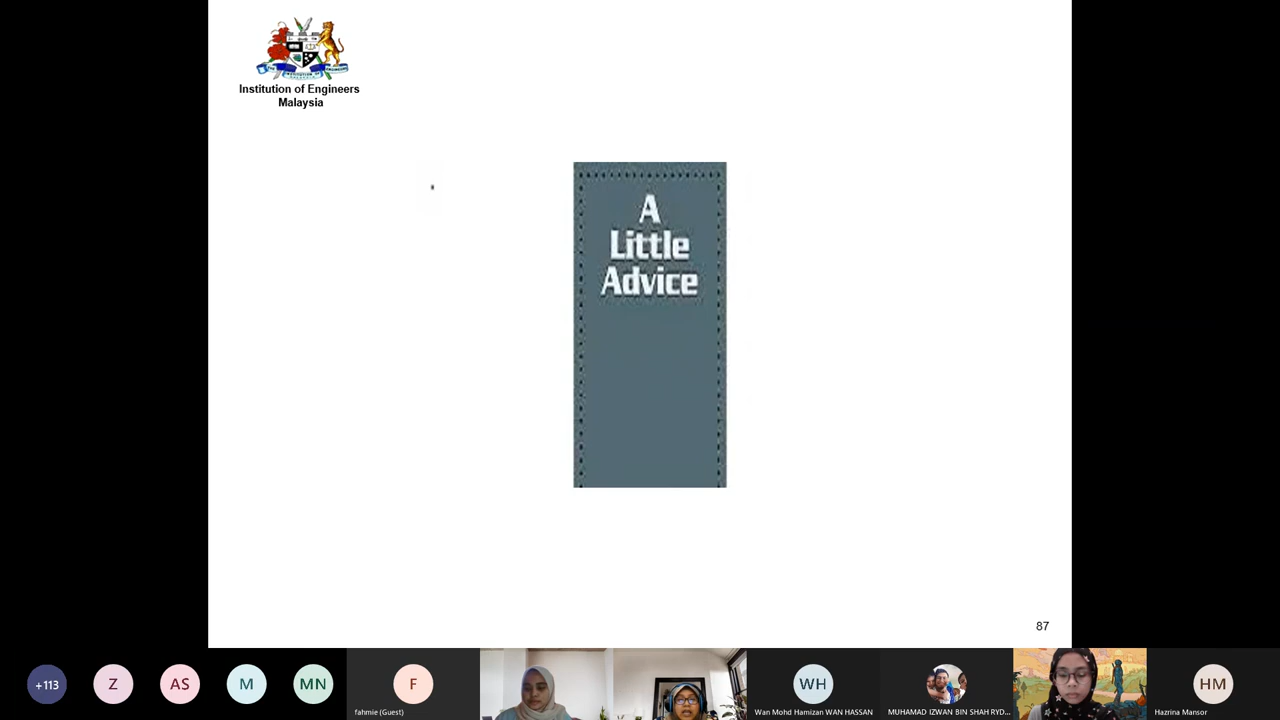 Institution of Engineers
Malaysia
A
Little
Advice
87
+113
Z
AS
M
MN
F
WH
HM
fahmie (Guest)
Wan Mohd Hamizan WAN HASSAN
MUHAMAD IZWAN BIN SHAH RYD...
Hazrina Mansor